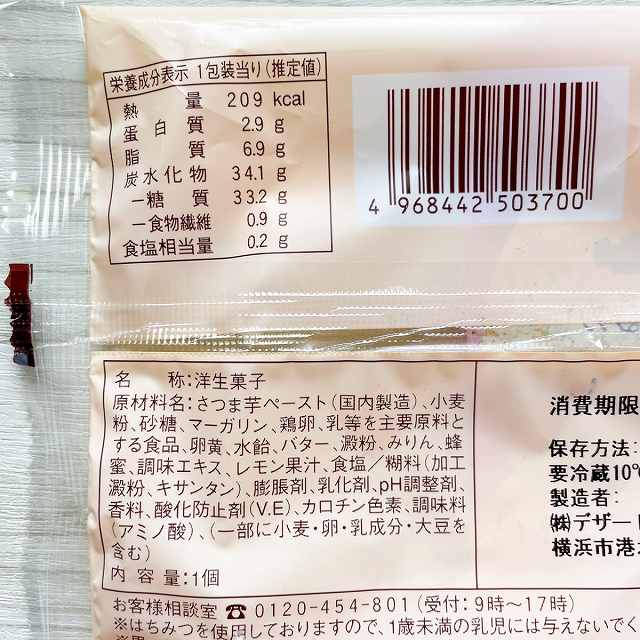 栄養成分表示 1包装当り(推定値)
熱量 209 kcal
蛋白質 2.9 g
脂質 6.9 g
炭水化物 34.1 g
−糖質 33.2 g
−食物繊維 0.9 g
食塩相当量 0.2 g
4 968442 503700
名称:洋生菓子
原材料名:さつま芋ペースト(国内製造)、小麦
粉、砂糖、マーガリン、鶏卵、乳等を主要原料と
する食品、卵黄、水飴、バター、澱粉、みりん、蜂
蜜、調味エキス、レモン果汁、食塩/糊料(加工
澱粉、キサンタン)、膨脹剤、乳化剤、pH調整剤、
香料、酸化防止剤(V.E)、カロチン色素、調味料
(アミノ酸)、(一部に小麦・卵・乳成分・大豆を
含む)
内容量:1個
消費期限
保存方法:
要冷蔵10℃
製造者:
㈱デザー
横浜市港
お客様相談室 ☎ 0120-454-801 (受付:9時〜17時)
※はちみつを使用しておりますので、1歳未満の乳児には与えないでく